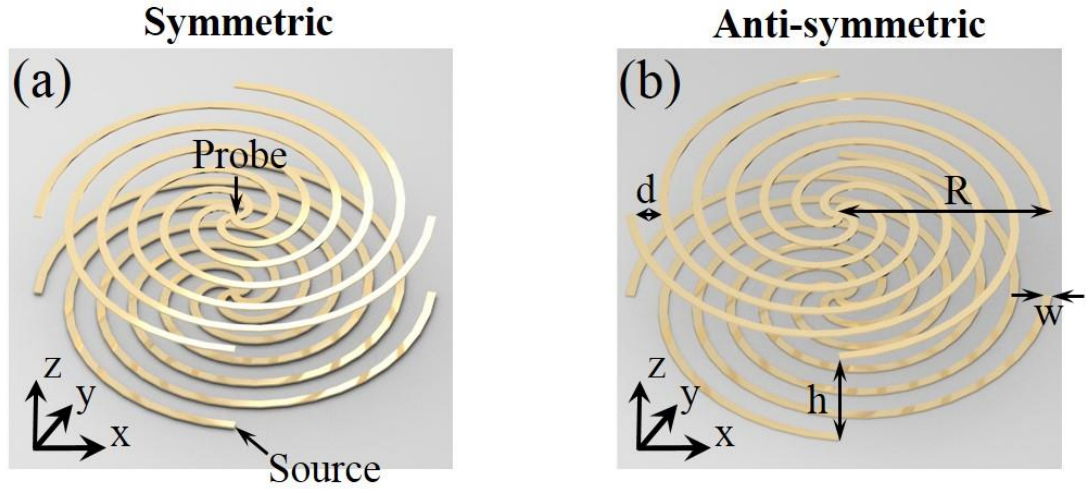 Symmetric
Anti-symmetric
(a)
Probe
z
y
x
Source
(b)
d
R
w
h
z
y
x